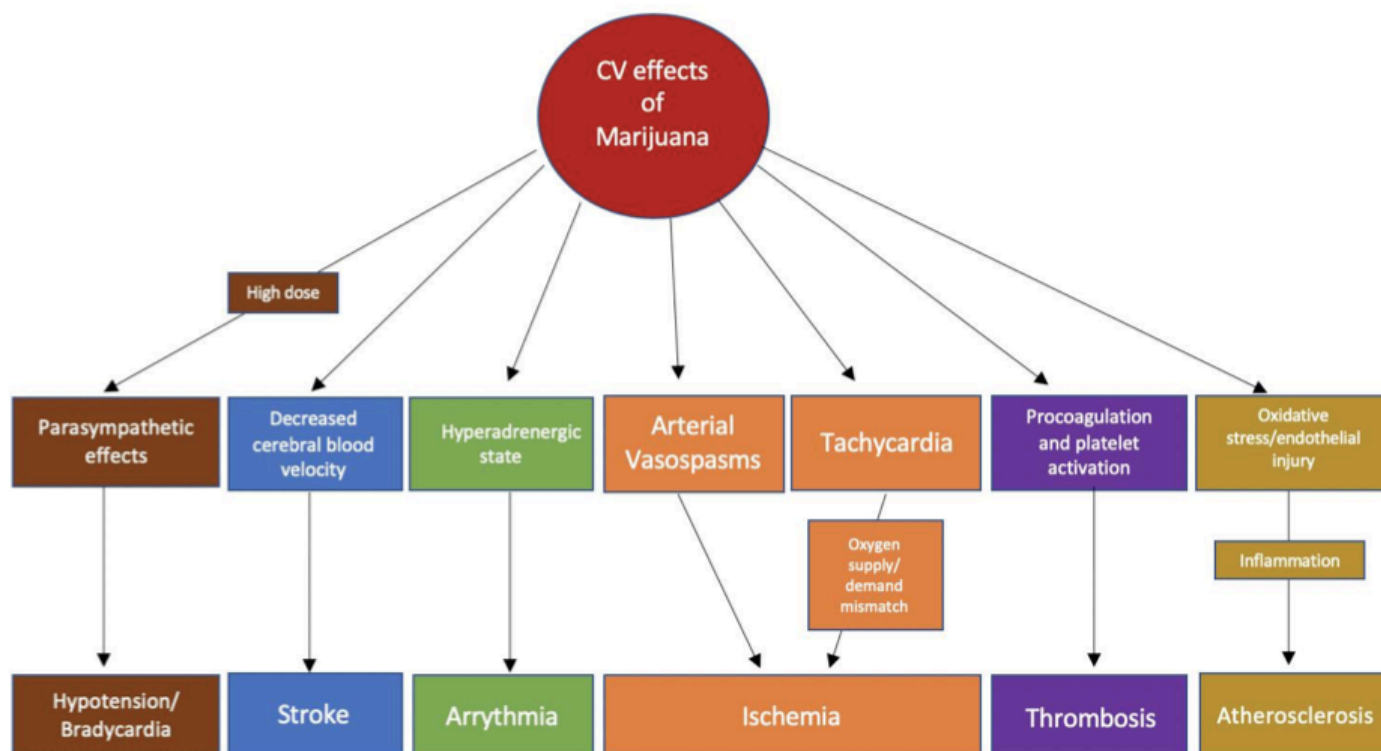 CV effects
of
Marijuana
High dose
Parasympathetic
effects
Decreased
cerebral blood
velocity
Hyperadrenergic
state
Arterial
Vasospasms
Tachycardia
Procoagulation
and platelet
activation
Oxidative
stress/endothelial
injury
Oxygen
supply/
demand
mismatch
Inflammation
Hypotension/
Bradycardia
Stroke
Arrythmia
Ischemia
Thrombosis
Atherosclerosis